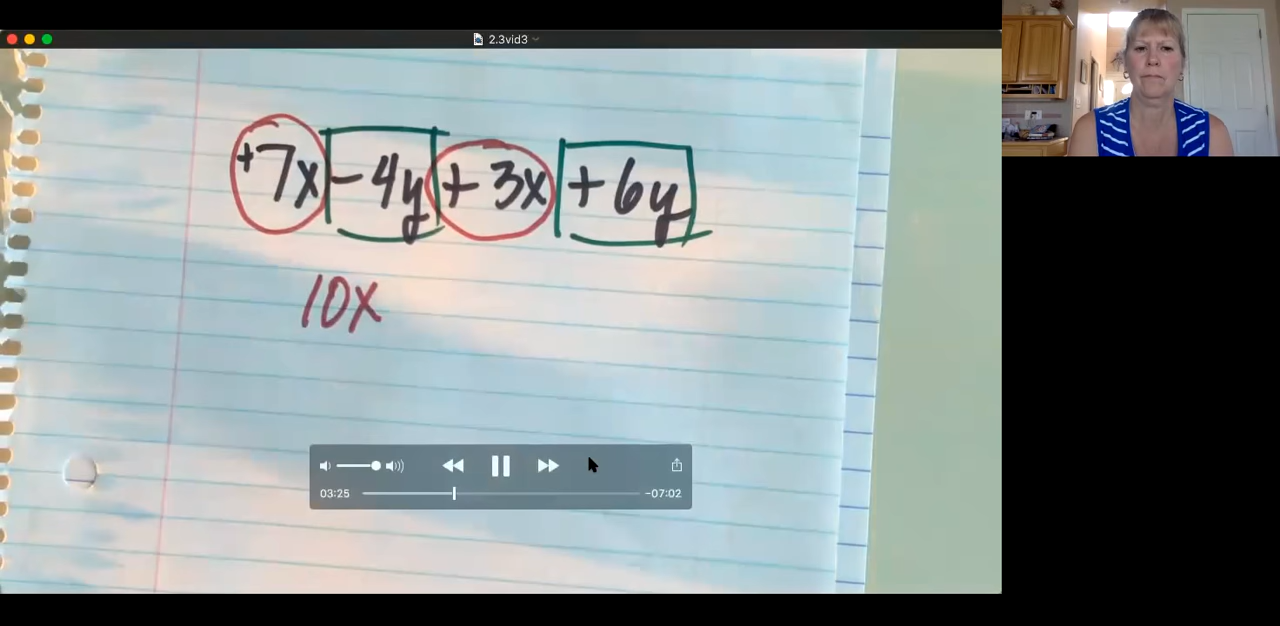 2.3vid3
+7x - 4y + 3x + 6y
10x
03:25
-07:02